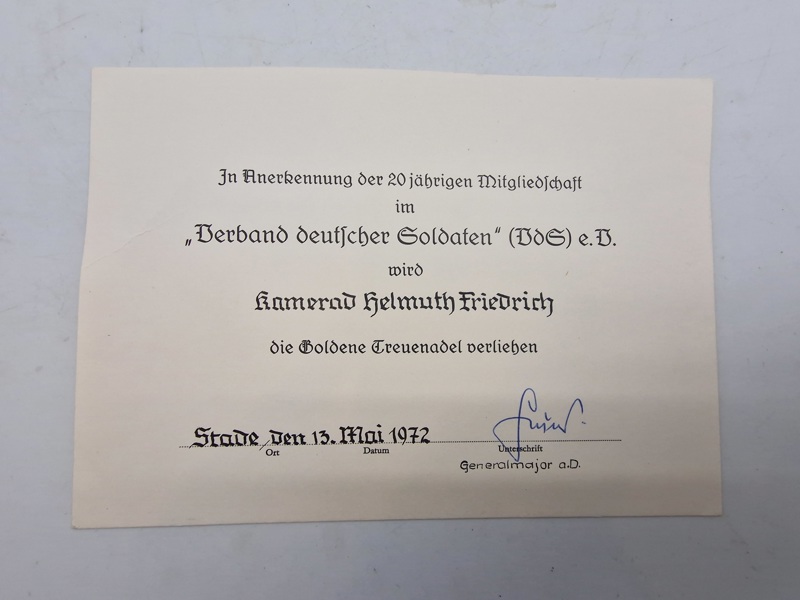 In Anerkennung der 20 jährigen Mitgliedschaft
im
„Verband deutscher Soldaten“ (VdS) e.V.
wird
Kamerad Helmuth Friedrich
die Goldene Treuenadel verliehen
Stade, den 13. Mai 1972
Ort Datum Unterschrift
Generalmajor a.D.